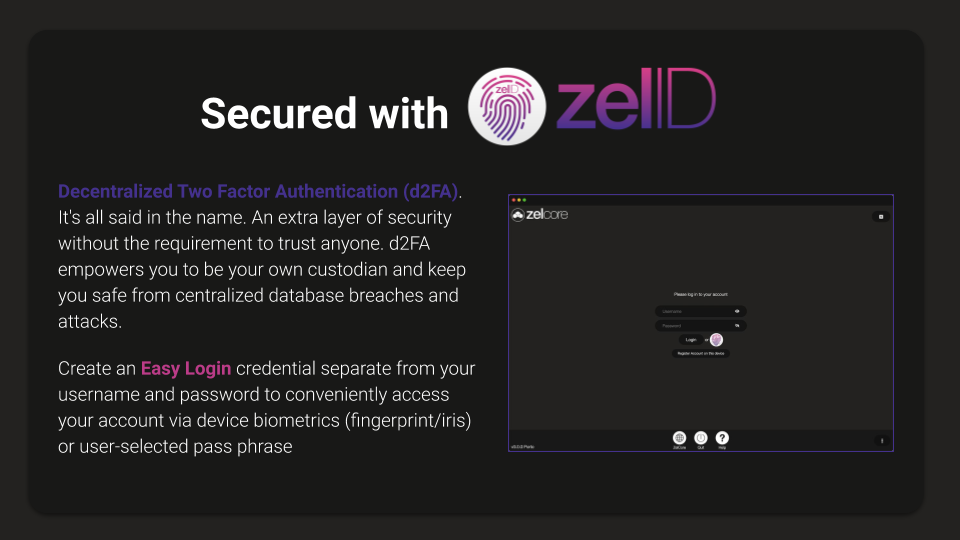 Secured with zelID zelID
Decentralized Two Factor Authentication (d2FA).
It's all said in the name. An extra layer of security
without the requirement to trust anyone. d2FA
empowers you to be your own custodian and keep
you safe from centralized database breaches and
attacks.
Create an Easy Login credential separate from your
username and password to conveniently access
your account via device biometrics (fingerprint/iris)
or user-selected pass phrase
zelcore
Please log in to your account
Username
Password
Login or
Register Account on this device
ZelCore Quit Help